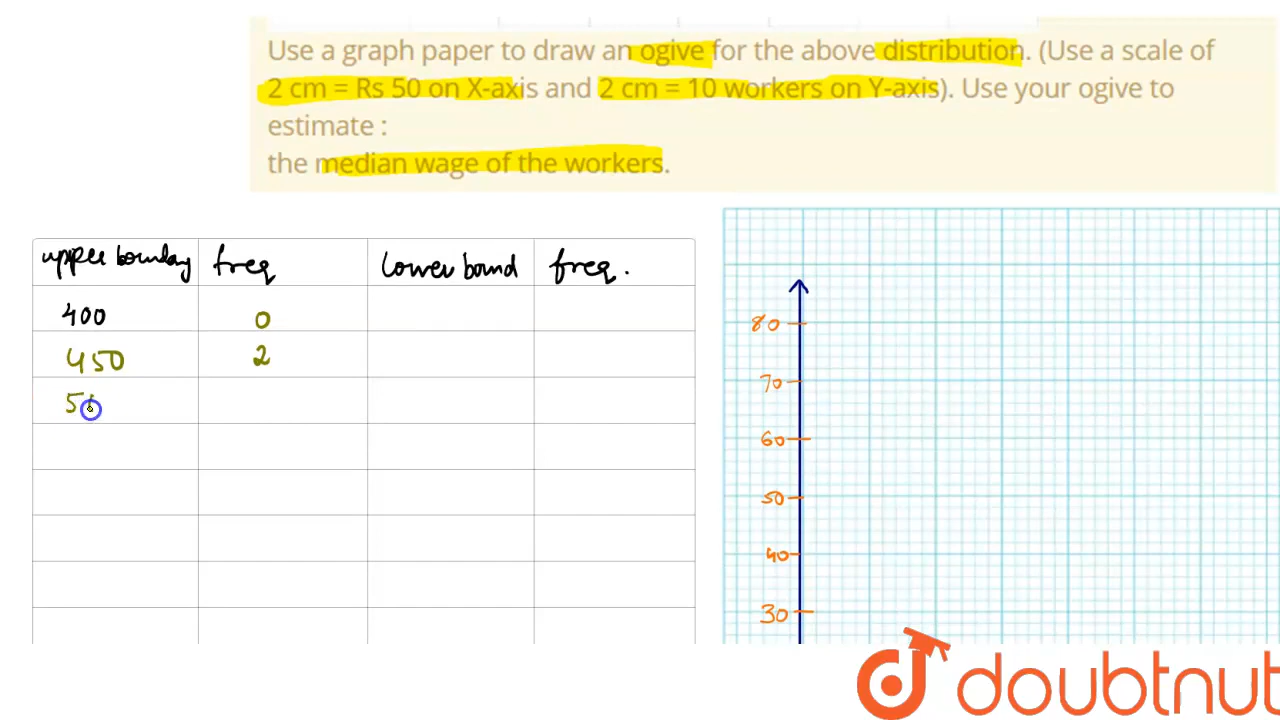 Use a graph paper to draw an ogive for the above distribution. (Use a scale of
2 cm = Rs 50 on X-axis and 2 cm = 10 workers on Y-axis). Use your ogive to
estimate :
the median wage of the workers.
upper bounday freq lower bound freq.
400 0
450 2
5
80
70
60
50
40
30
doubtnut